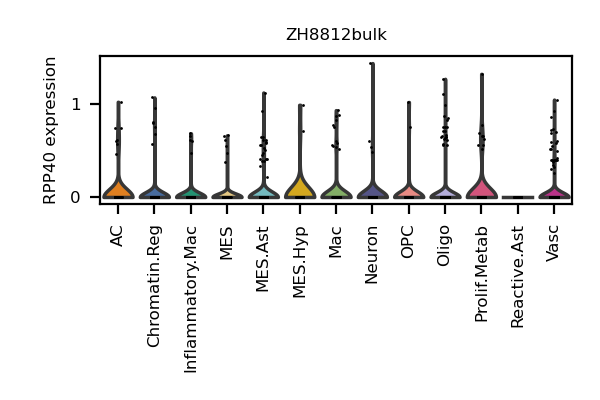 ZH8812bulk
RPP40 expression
1
0
AC
Chromatin.Reg
Inflammatory.Mac
MES
MES.Ast
MES.Hyp
Mac
Neuron
OPC
Oligo
Prolif.Metab
Reactive.Ast
Vasc